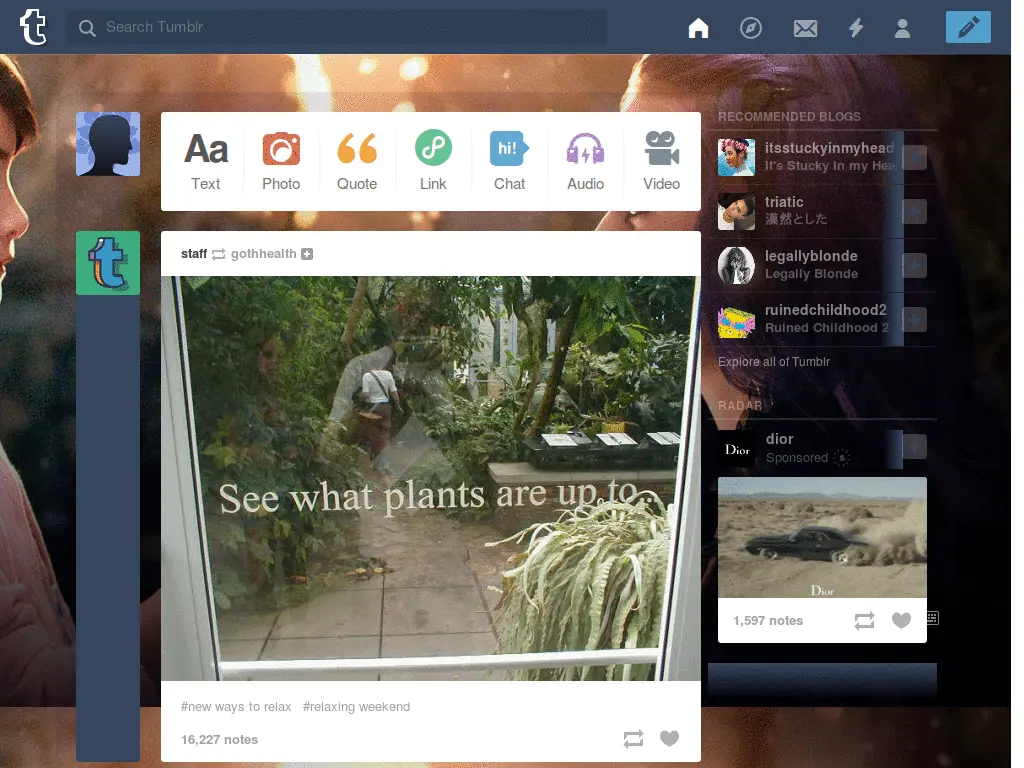 Search Tumblr
Aa
hi!
Text
Photo
Quote
Link
Chat
Audio
Video
staff gothhealth
See what plants are up to...
#new ways to relax #relaxing weekend
16,227 notes
RECOMMENDED BLOGS
itsstuckyinmyhead
It's Stucky In my Hea
triatic
漠然とした
legallyblonde
Legally Blonde
ruinedchildhood2
Ruined Childhood 2
Explore all of Tumblr
RADAR
Dior
dior
Sponsored
Dior
1,597 notes